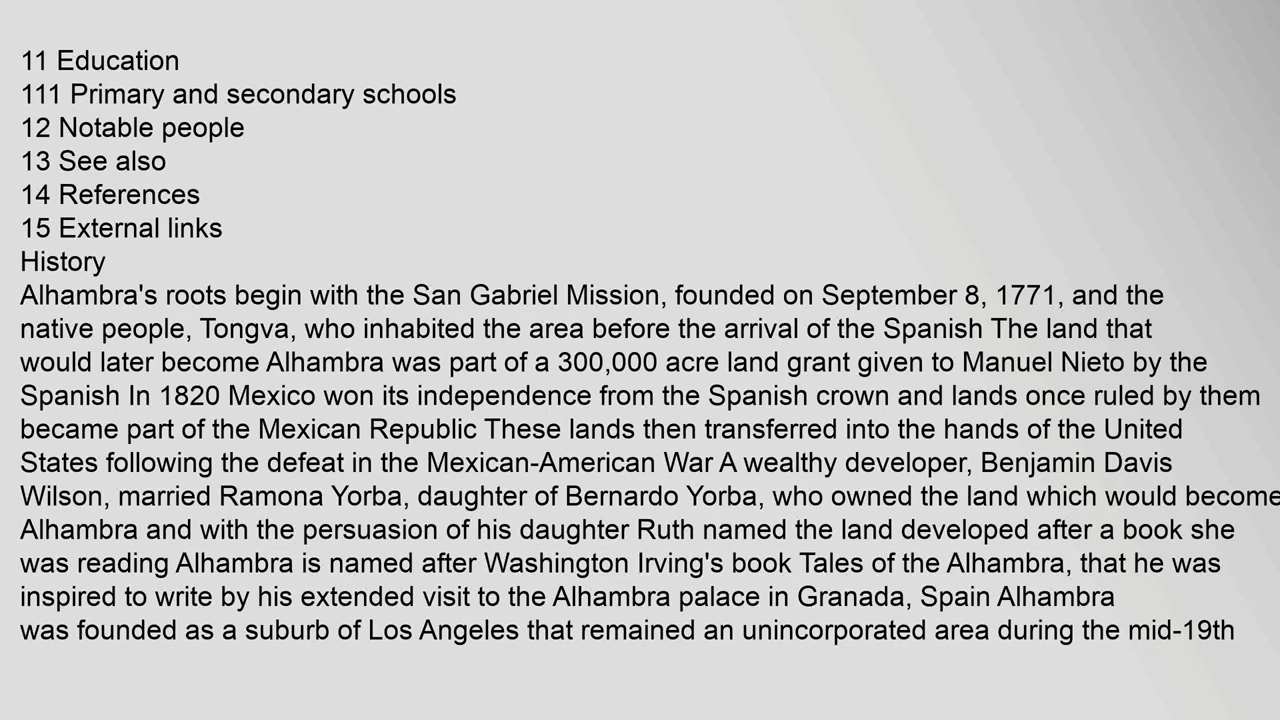 11 Education
111 Primary and secondary schools
12 Notable people
13 See also
14 References
15 External links
History
Alhambra's roots begin with the San Gabriel Mission, founded on September 8, 1771, and the
native people, Tongva, who inhabited the area before the arrival of the Spanish The land that
would later become Alhambra was part of a 300,000 acre land grant given to Manuel Nieto by the
Spanish In 1820 Mexico won its independence from the Spanish crown and lands once ruled by them
became part of the Mexican Republic These lands then transferred into the hands of the United
States following the defeat in the Mexican-American War A wealthy developer, Benjamin Davis
Wilson, married Ramona Yorba, daughter of Bernardo Yorba, who owned the land which would become
Alhambra and with the persuasion of his daughter Ruth named the land developed after a book she
was reading Alhambra is named after Washington Irving's book Tales of the Alhambra, that he was
inspired to write by his extended visit to the Alhambra palace in Granada, Spain Alhambra
was founded as a suburb of Los Angeles that remained an unincorporated area during the mid-19th